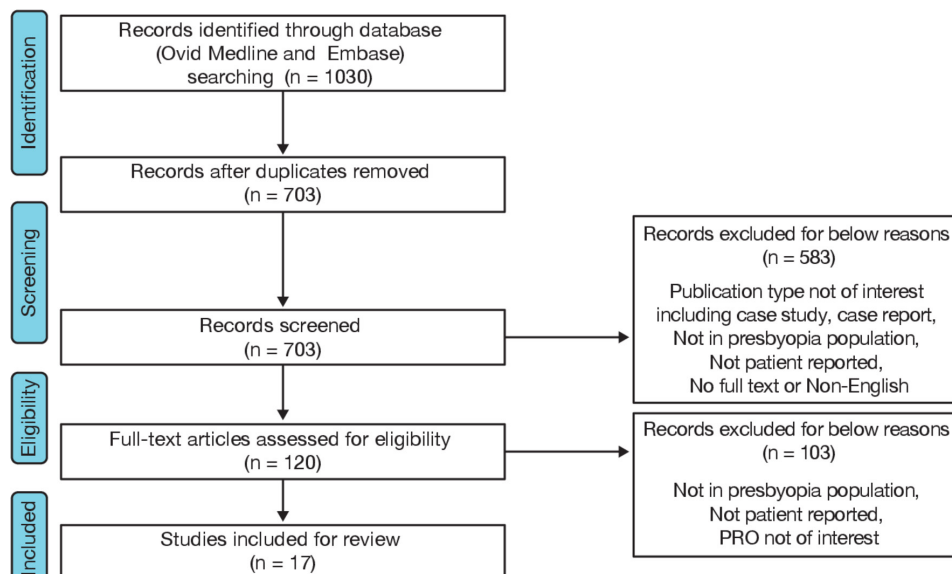 Identification
Records identified through database
(Ovid Medline and Embase)
searching (n = 1030)
Records after duplicates removed
(n = 703)
Screening
Records screened
(n = 703)
Records excluded for below reasons
(n = 583)
Publication type not of interest
including case study, case report,
Not in presbyopia population,
Not patient reported,
No full text or Non-English
Eligibility
Full-text articles assessed for eligibility
(n = 120)
Records excluded for below reasons
(n = 103)
Not in presbyopia population,
Not patient reported,
PRO not of interest
Included
Studies included for review
(n = 17)